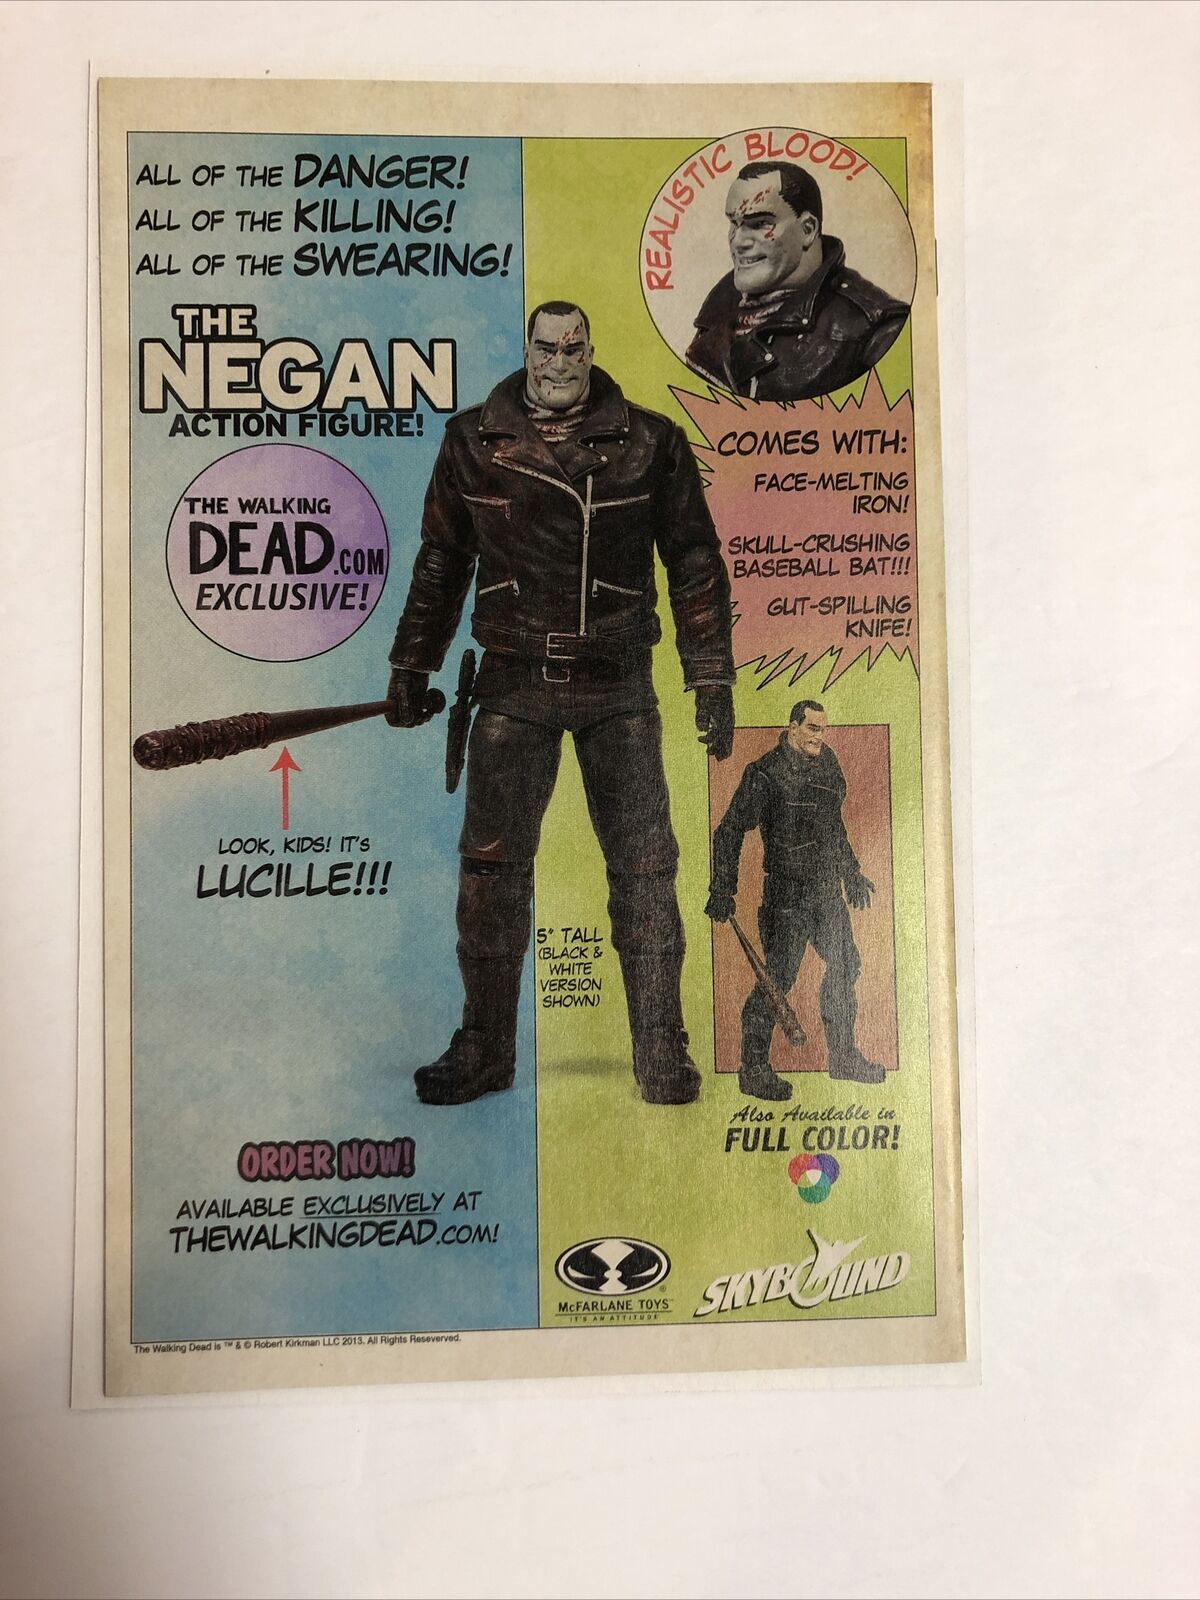 ALL OF THE DANGER!
ALL OF THE KILLING!
ALL OF THE SWEARING!
THE
NEGAN
ACTION FIGURE!
THE WALKING
DEAD.COM
EXCLUSIVE!
REALISTIC BLOOD!
COMES WITH:
FACE-MELTING
IRON!
SKULL-CRUSHING
BASEBALL BAT!!!
GUT-SPILLING
KNIFE!
LOOK, KIDS! IT'S
LUCILLE!!!
5" TALL
(BLACK &
WHITE
VERSION
SHOWN)
Also Available in
FULL COLOR!
ORDER NOW!
AVAILABLE EXCLUSIVELY AT
THEWALKINGDEAD.COM!
McFARLANE TOYS™
IT'S AN ATTITUDE
SKYBOUND
The Walking Dead is ™ & © Robert Kirkman LLC 2013. All Rights Reseverved.